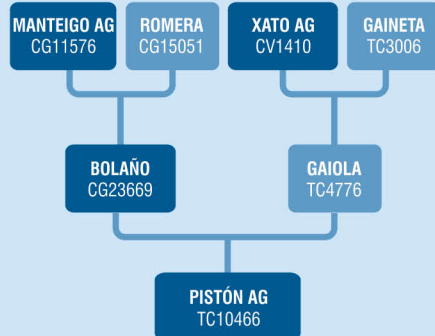 MANTEIGO AG
CG11576
ROMERA
CG15051
XATO AG
CV1410
GAINETA
TC3006
BOLAÑO
CG23669
GAIOLA
TC4776
PISTÓN AG
TC10466